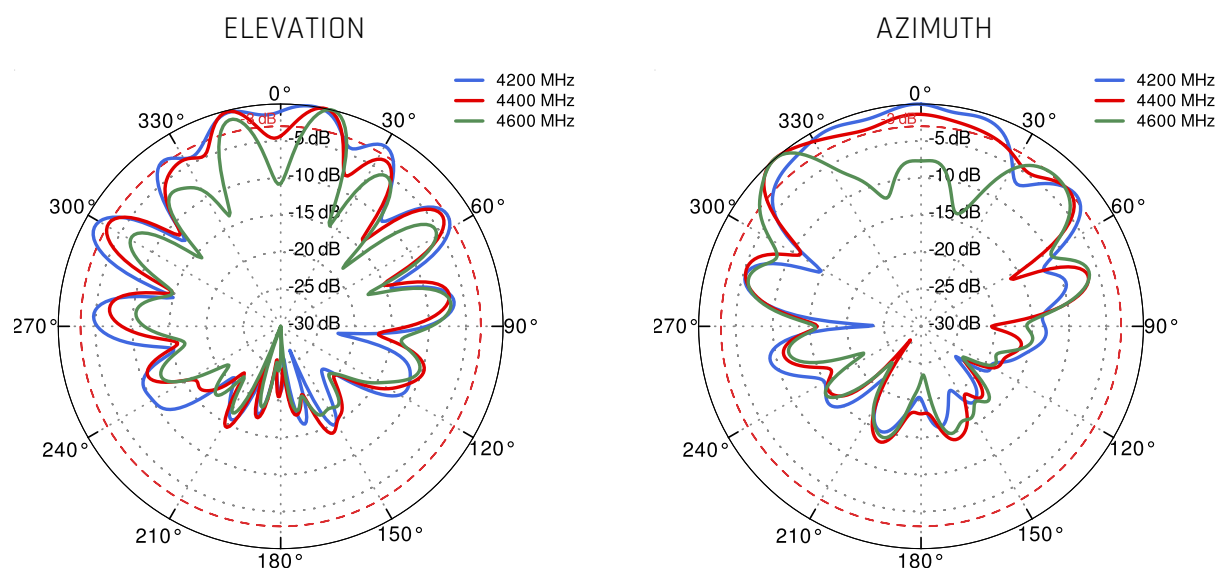 ELEVATION
4200 MHz
4400 MHz
4600 MHz
0°
30°
60°
90°
120°
150°
180°
210°
240°
270°
300°
330°
-3 dB
-5 dB
-10 dB
-15 dB
-20 dB
-25 dB
-30 dB
AZIMUTH
4200 MHz
4400 MHz
4600 MHz
0°
30°
60°
90°
120°
150°
180°
210°
240°
270°
300°
330°
-3 dB
-5 dB
-10 dB
-15 dB
-20 dB
-25 dB
-30 dB